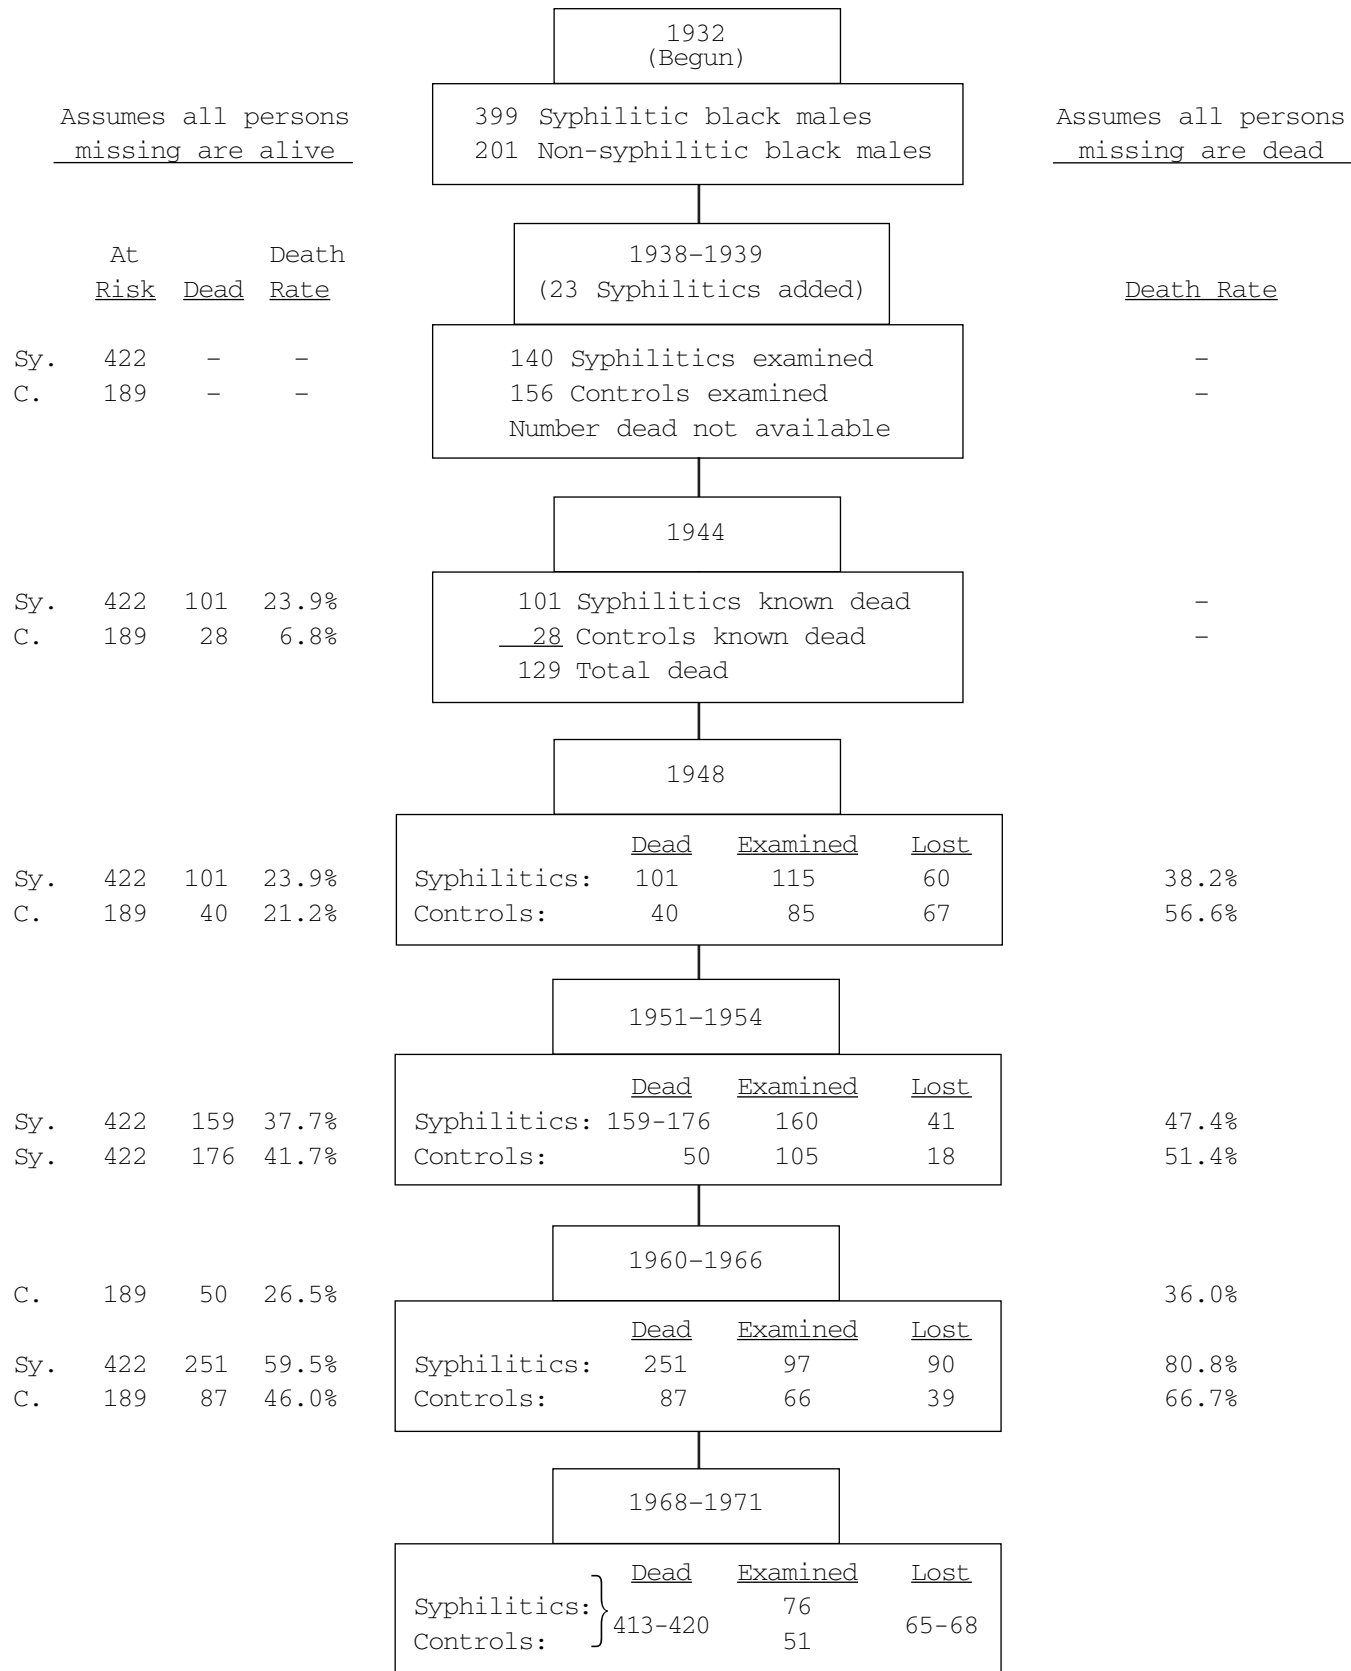 1932
(Begun)
Assumes all persons 399 Syphilitic black males Assumes all persons
missing are alive 201 Non-syphilitic black males missing are dead
At Death 1938–1939
Risk Dead Rate (23 Syphilitics added) Death Rate
Sy. 422 – – 140 Syphilitics examined –
C. 189 – – 156 Controls examined –
Number dead not available
1944
Sy. 422 101 23.9% 101 Syphilitics known dead –
C. 189 28 6.8% 28 Controls known dead –
129 Total dead
1948
Dead Examined Lost
Sy. 422 101 23.9% Syphilitics: 101 115 60 38.2%
C. 189 40 21.2% Controls: 40 85 67 56.6%
1951–1954
Dead Examined Lost
Sy. 422 159 37.7% Syphilitics: 159-176 160 41 47.4%
Sy. 422 176 41.7% Controls: 50 105 18 51.4%
1960–1966
C. 189 50 26.5% 36.0%
Dead Examined Lost
Sy. 422 251 59.5% Syphilitics: 251 97 90 80.8%
C. 189 87 46.0% Controls: 87 66 39 66.7%
1968–1971
Dead Examined Lost
Syphilitics: 76
413-420 65-68
Controls: 51